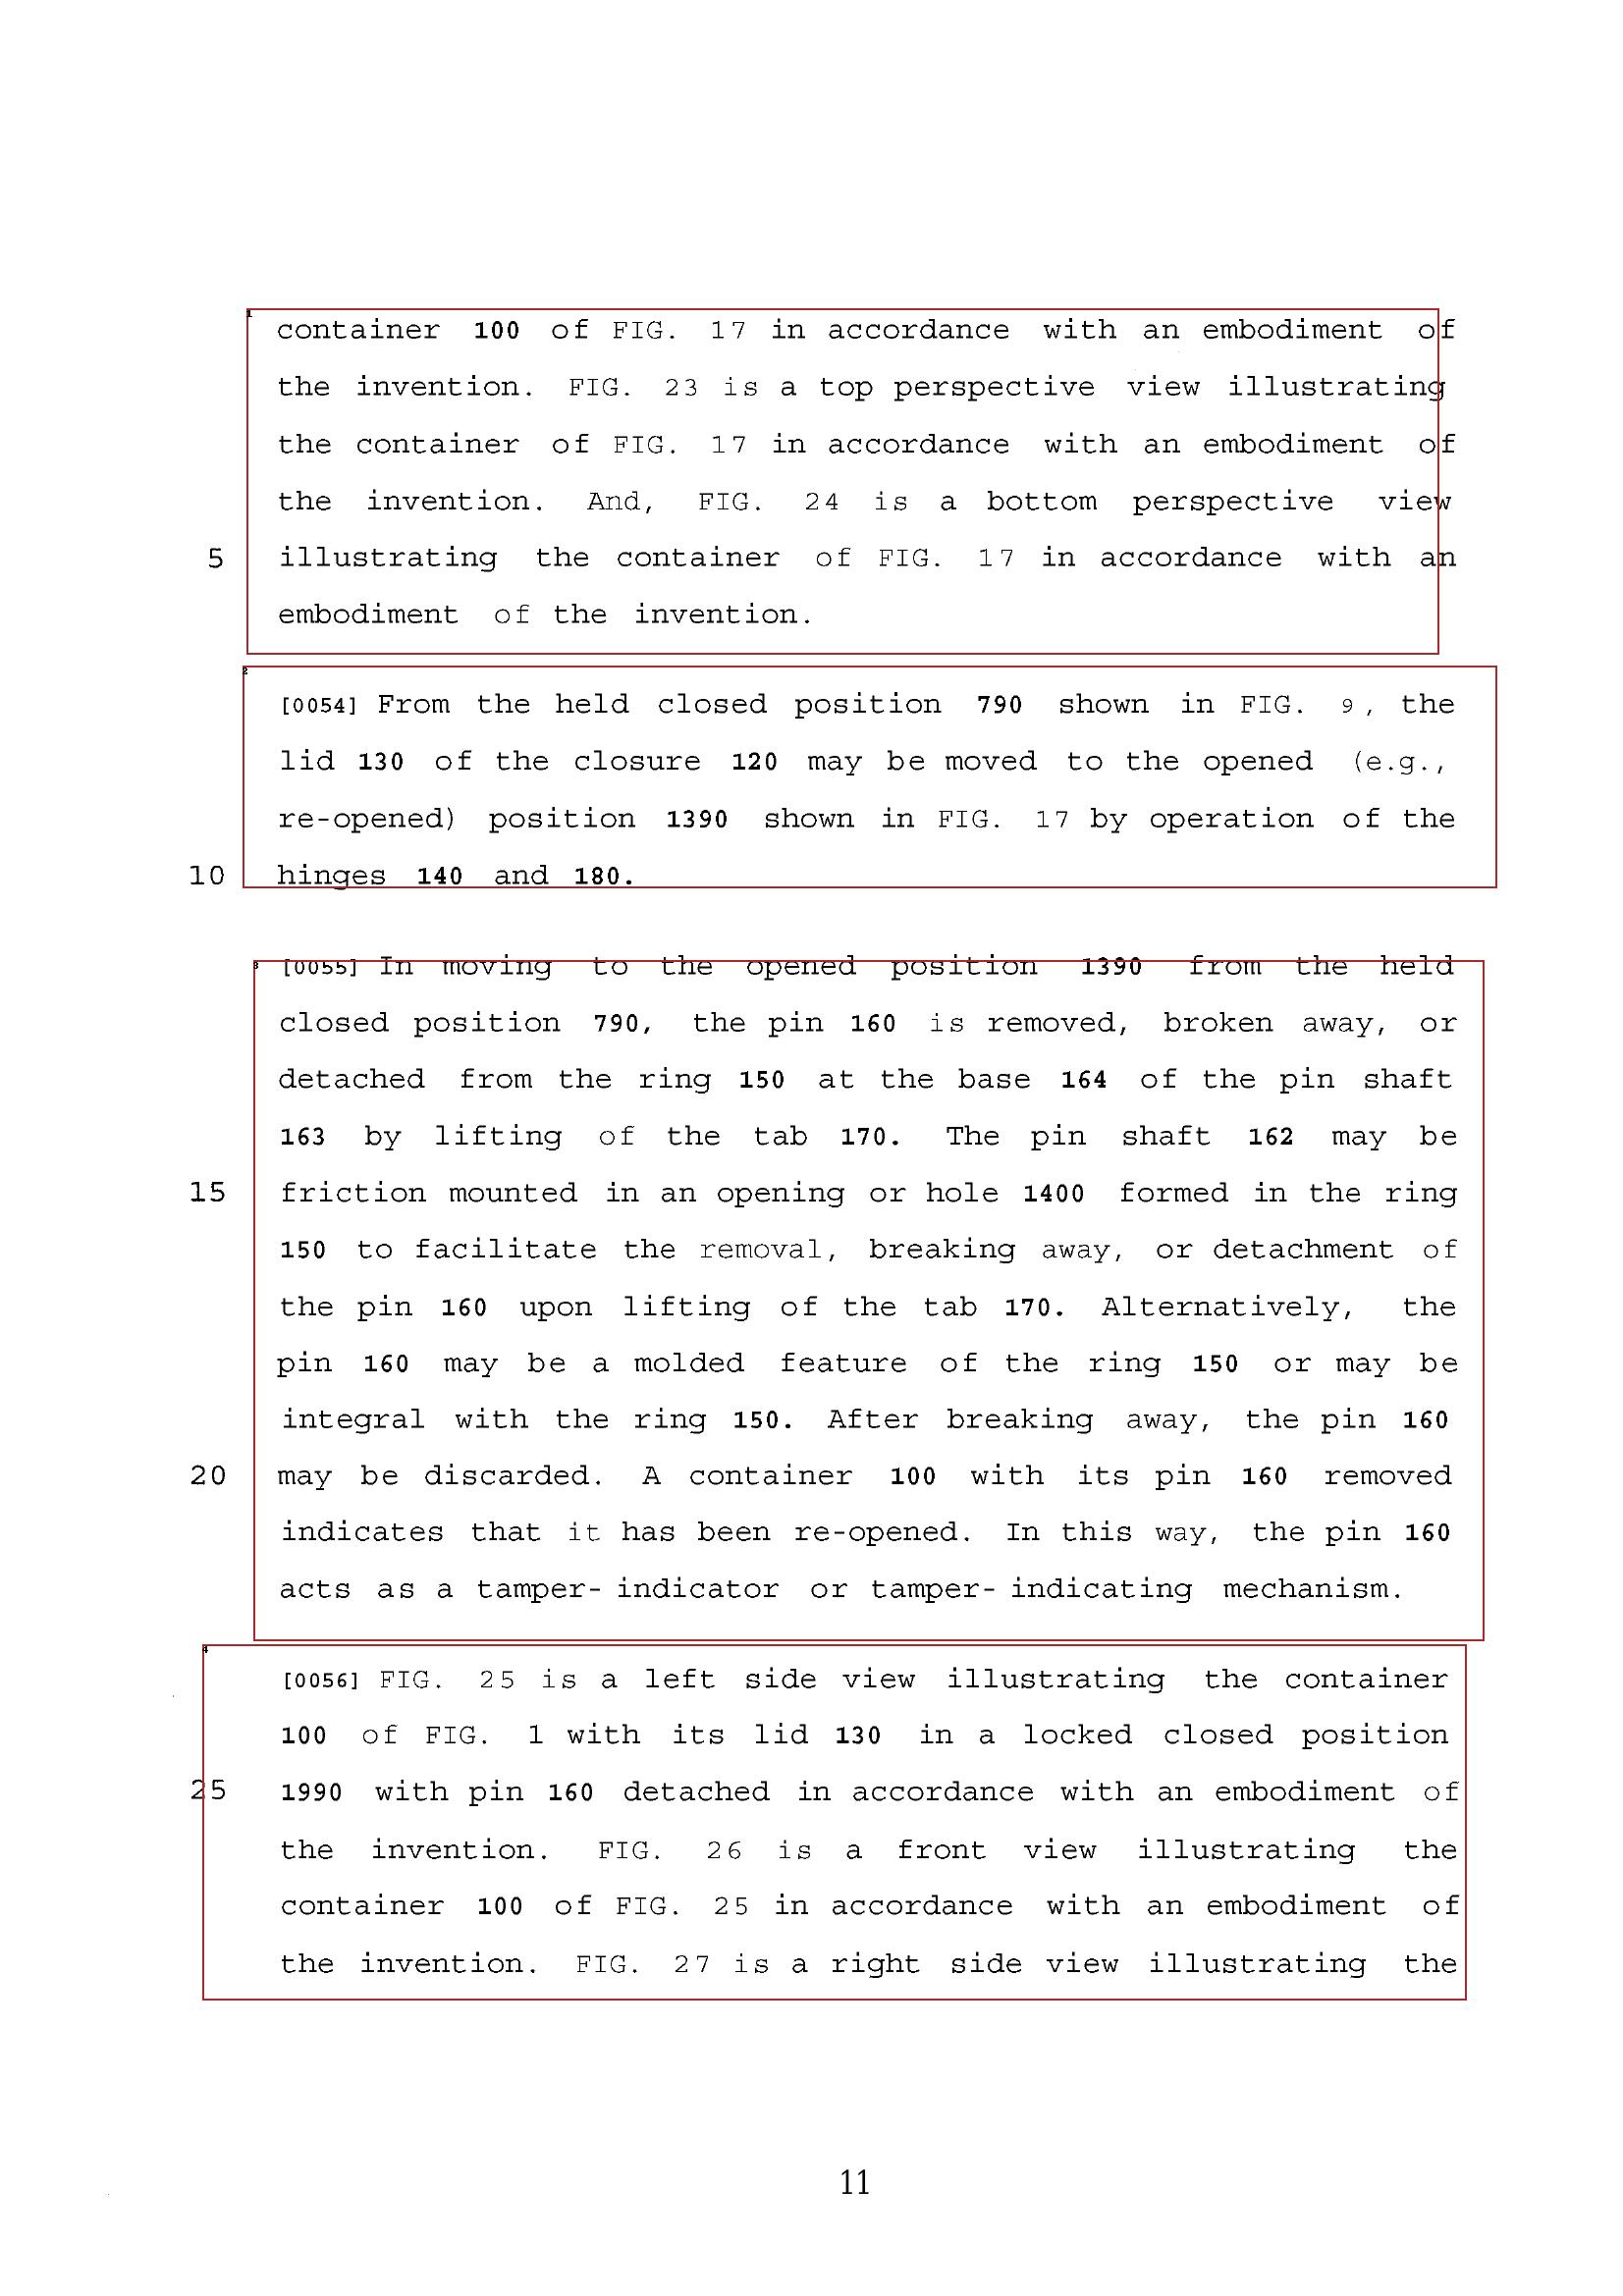 1
container 100 of FIG. 17 in accordance with an embodiment of
the invention. FIG. 23 is a top perspective view illustrating
the container of FIG. 17 in accordance with an embodiment of
the invention. And, FIG. 24 is a bottom perspective view
5 illustrating the container of FIG. 17 in accordance with an
embodiment of the invention.
2
[0054] From the held closed position 790 shown in FIG. 9, the
lid 130 of the closure 120 may be moved to the opened (e.g.,
re-opened) position 1390 shown in FIG. 17 by operation of the
10 hinges 140 and 180.
3
[0055] In moving to the opened position 1390 from the held
closed position 790, the pin 160 is removed, broken away, or
detached from the ring 150 at the base 164 of the pin shaft
163 by lifting of the tab 170. The pin shaft 162 may be
15 friction mounted in an opening or hole 1400 formed in the ring
150 to facilitate the removal, breaking away, or detachment of
the pin 160 upon lifting of the tab 170. Alternatively, the
pin 160 may be a molded feature of the ring 150 or may be
integral with the ring 150. After breaking away, the pin 160
20 may be discarded. A container 100 with its pin 160 removed
indicates that it has been re-opened. In this way, the pin 160
acts as a tamper- indicator or tamper- indicating mechanism.
4
[0056] FIG. 25 is a left side view illustrating the container
100 of FIG. 1 with its lid 130 in a locked closed position
25 1990 with pin 160 detached in accordance with an embodiment of
the invention. FIG. 26 is a front view illustrating the
container 100 of FIG. 25 in accordance with an embodiment of
the invention. FIG. 27 is a right side view illustrating the
11